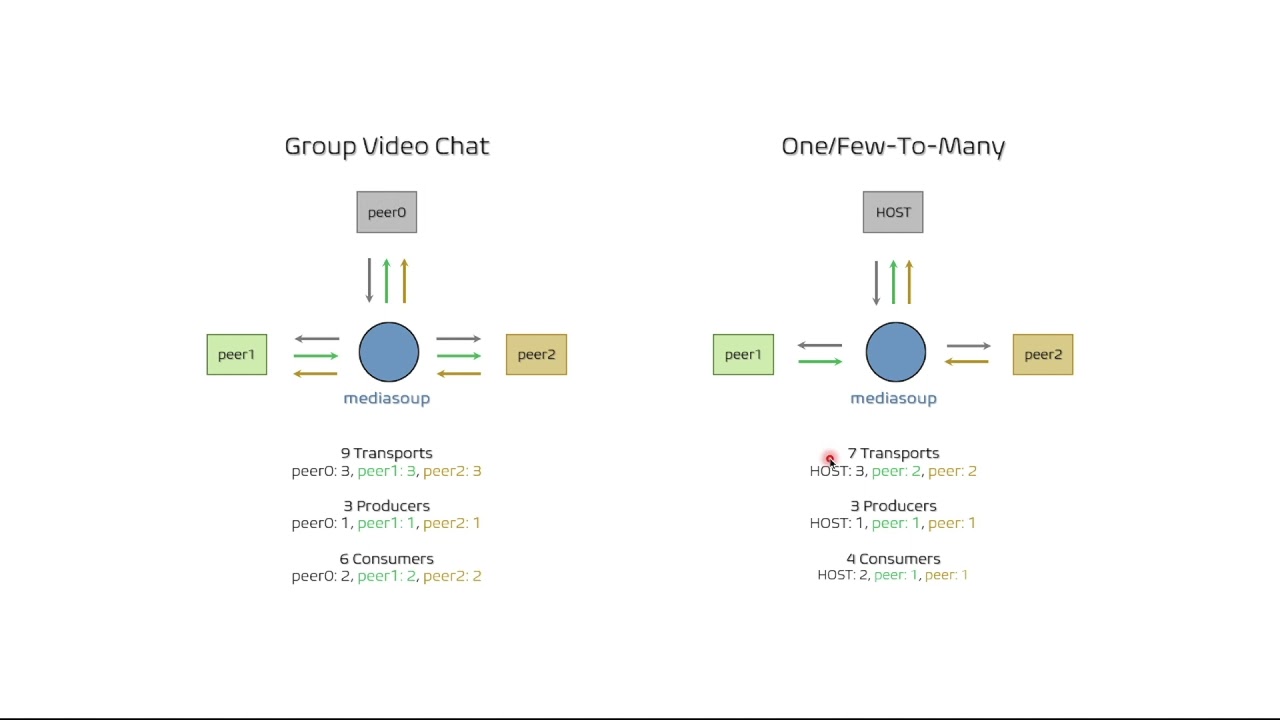 Group Video Chat
peer0
peer1
peer2
mediasoup
9 Transports
peer0: 3, peer1: 3, peer2: 3
3 Producers
peer0: 1, peer1: 1, peer2: 1
6 Consumers
peer0: 2, peer1: 2, peer2: 2
One/Few-To-Many
HOST
peer1
peer2
mediasoup
7 Transports
HOST: 3, peer: 2, peer: 2
3 Producers
HOST: 1, peer: 1, peer: 1
4 Consumers
HOST: 2, peer: 1, peer: 1